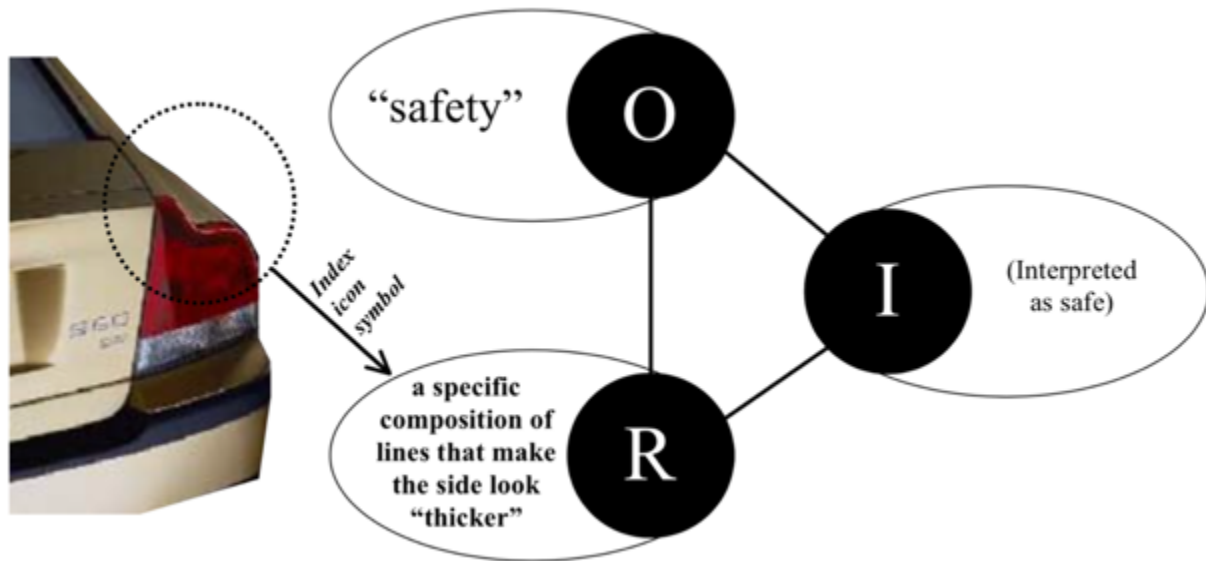 “safety”
O
Index
icon
symbol
I
(Interpreted
as safe)
a specific
composition of
lines that make
the side look
“thicker”
R
S60